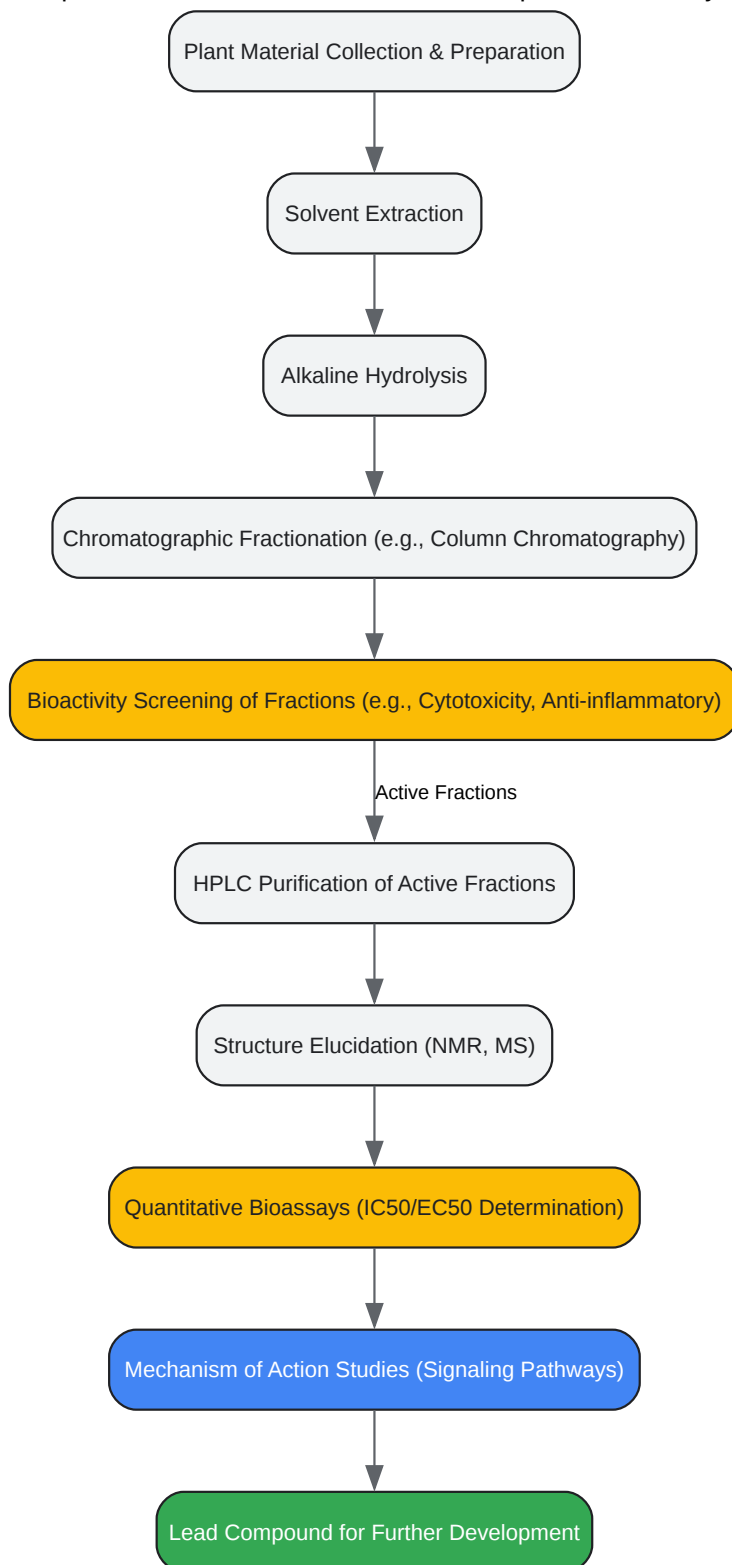 Plant Material Collection & Preparation
Solvent Extraction
Alkaline Hydrolysis
Chromatographic Fractionation (e.g., Column Chromatography)
Bioactivity Screening of Fractions (e.g., Cytotoxicity, Anti-inflammatory)
Active Fractions
HPLC Purification of Active Fractions
Structure Elucidation (NMR, MS)
Quantitative Bioassays (IC50/EC50 Determination)
Mechanism of Action Studies (Signaling Pathways)
Lead Compound for Further Development